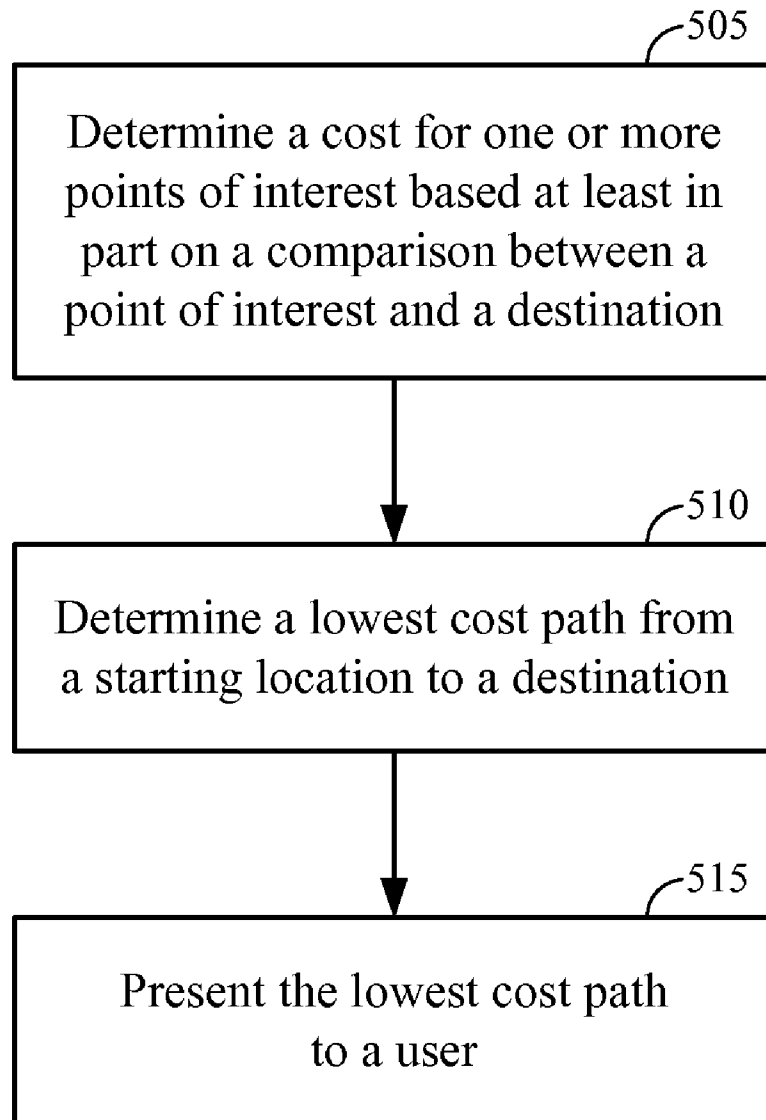 505
Determine a cost for one or more
points of interest based at least in
part on a comparison between a
point of interest and a destination
510
Determine a lowest cost path from
a starting location to a destination
515
Present the lowest cost path
to a user